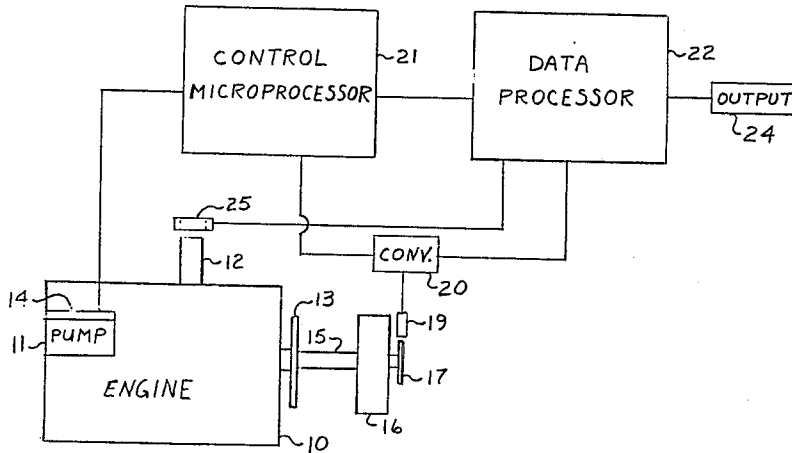 CONTROL
MICROPROCESSOR
21
DATA
PROCESSOR
22
OUTPUT
24
25
12
CONV.
20
14
13
19
PUMP
11
15
17
ENGINE
16
10